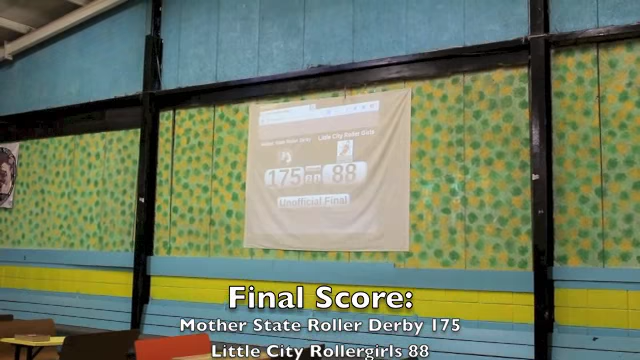 Little City Roller Girls
175
88
Unofficial Final
Final Score:
Mother State Roller Derby 175
Little City Rollergirls 88